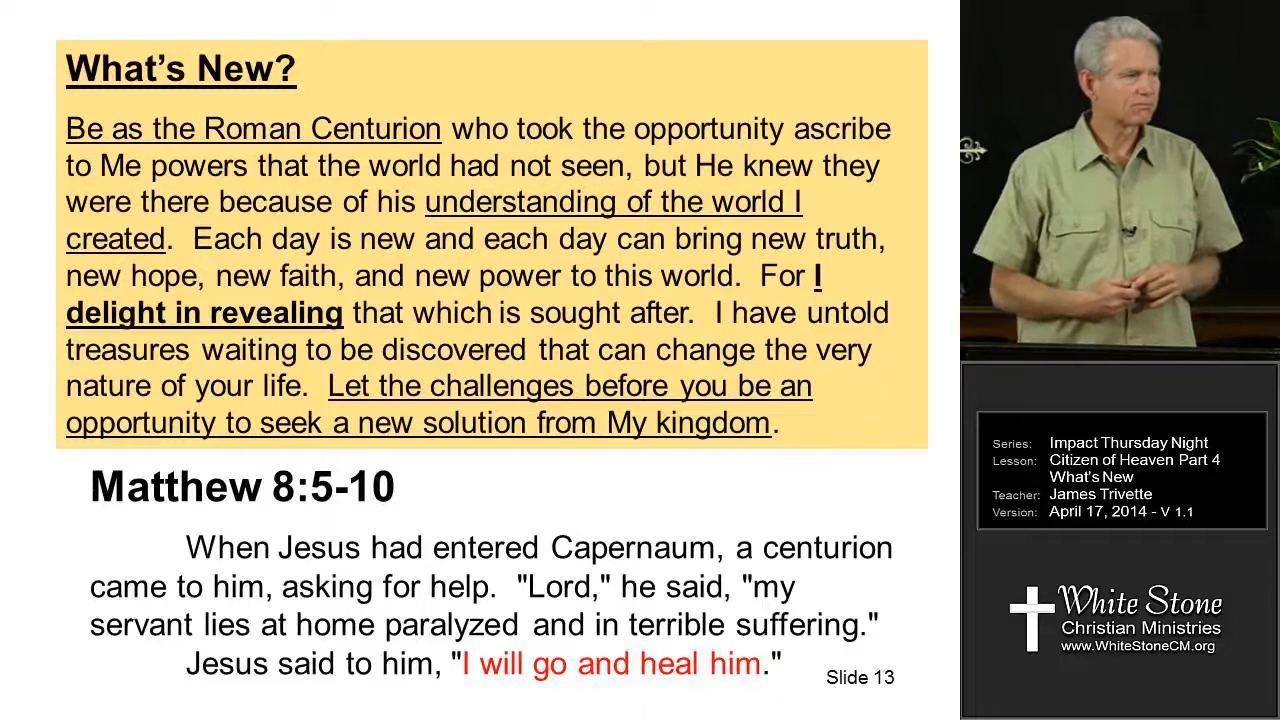 What's New?
Be as the Roman Centurion who took the opportunity ascribe
to Me powers that the world had not seen, but He knew they
were there because of his understanding of the world I
created.  Each day is new and each day can bring new truth,
new hope, new faith, and new power to this world.  For I
delight in revealing that which is sought after.  I have untold
treasures waiting to be discovered that can change the very
nature of your life.  Let the challenges before you be an
opportunity to seek a new solution from My kingdom.
Matthew 8:5-10
When Jesus had entered Capernaum, a centurion
came to him, asking for help.  "Lord," he said, "my
servant lies at home paralyzed and in terrible suffering."
Jesus said to him, "I will go and heal him."
Slide 13
Series: Impact Thursday Night
Lesson: Citizen of Heaven Part 4
What's New
Teacher: James Trivette
Version: April 17, 2014 - V 1.1
White Stone
Christian Ministries
www.WhiteStoneCM.org